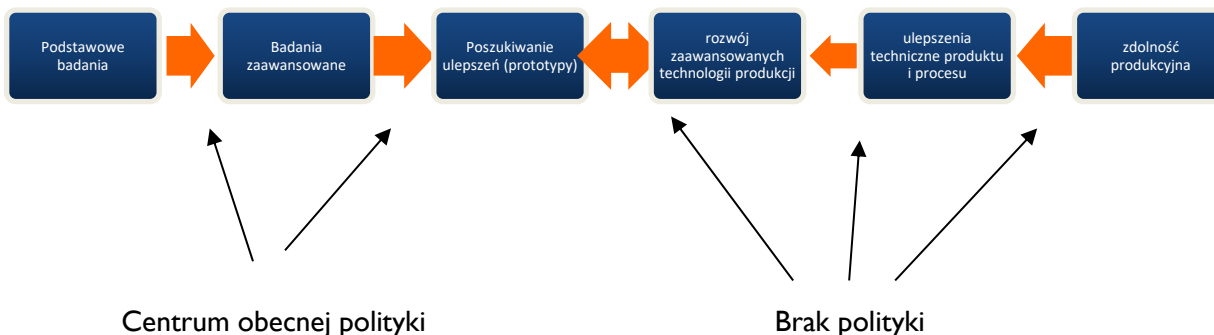 Podstawowe
badania
Badania
zaawansowane
Poszukiwanie
ulepszeń (prototypy)
rozwój
zaawansowanych
technologii produkcji
ulepszenia
techniczne produktu
i procesu
zdolność
produkcyjna
Centrum obecnej polityki
Brak polityki